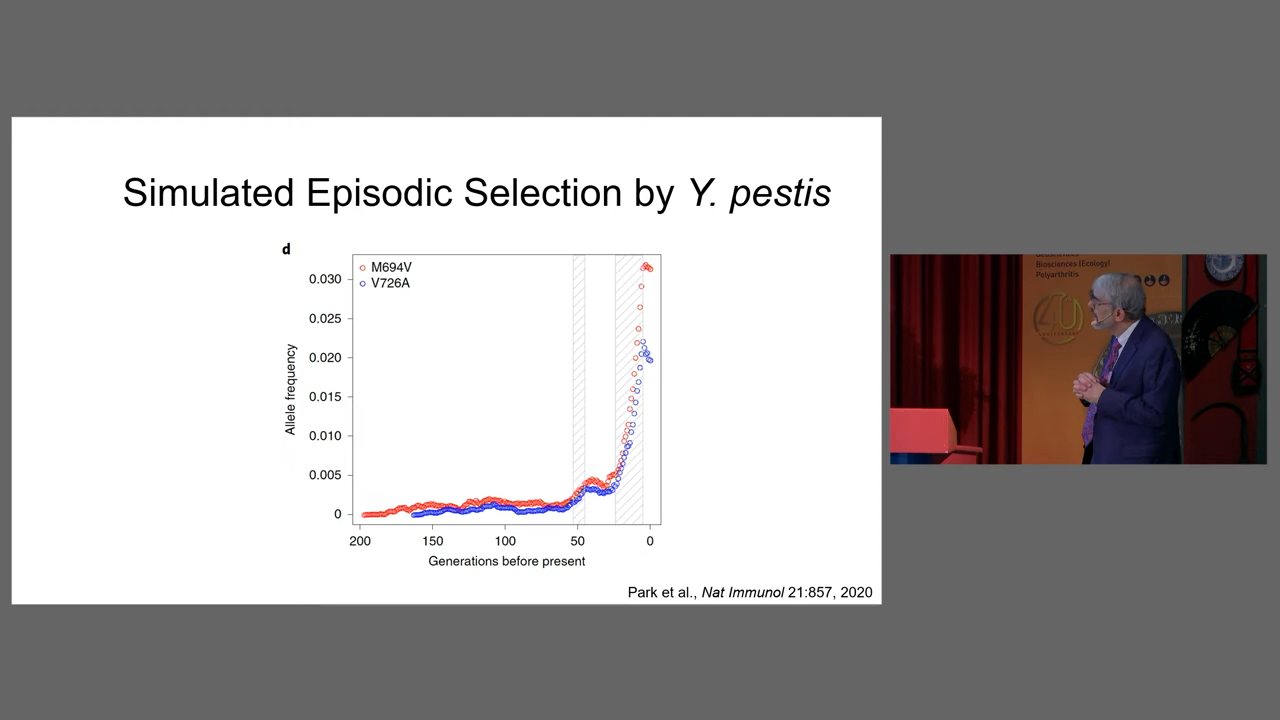 Simulated Episodic Selection by Y. pestis
d
M694V
V726A
0.030
0.025
0.020
0.015
0.010
0.005
0
Allele frequency
200 150 100 50 0
Generations before present
Park et al., Nat Immunol 21:857, 2020
Biosciences (Ecology)
Polyarthritis
4U